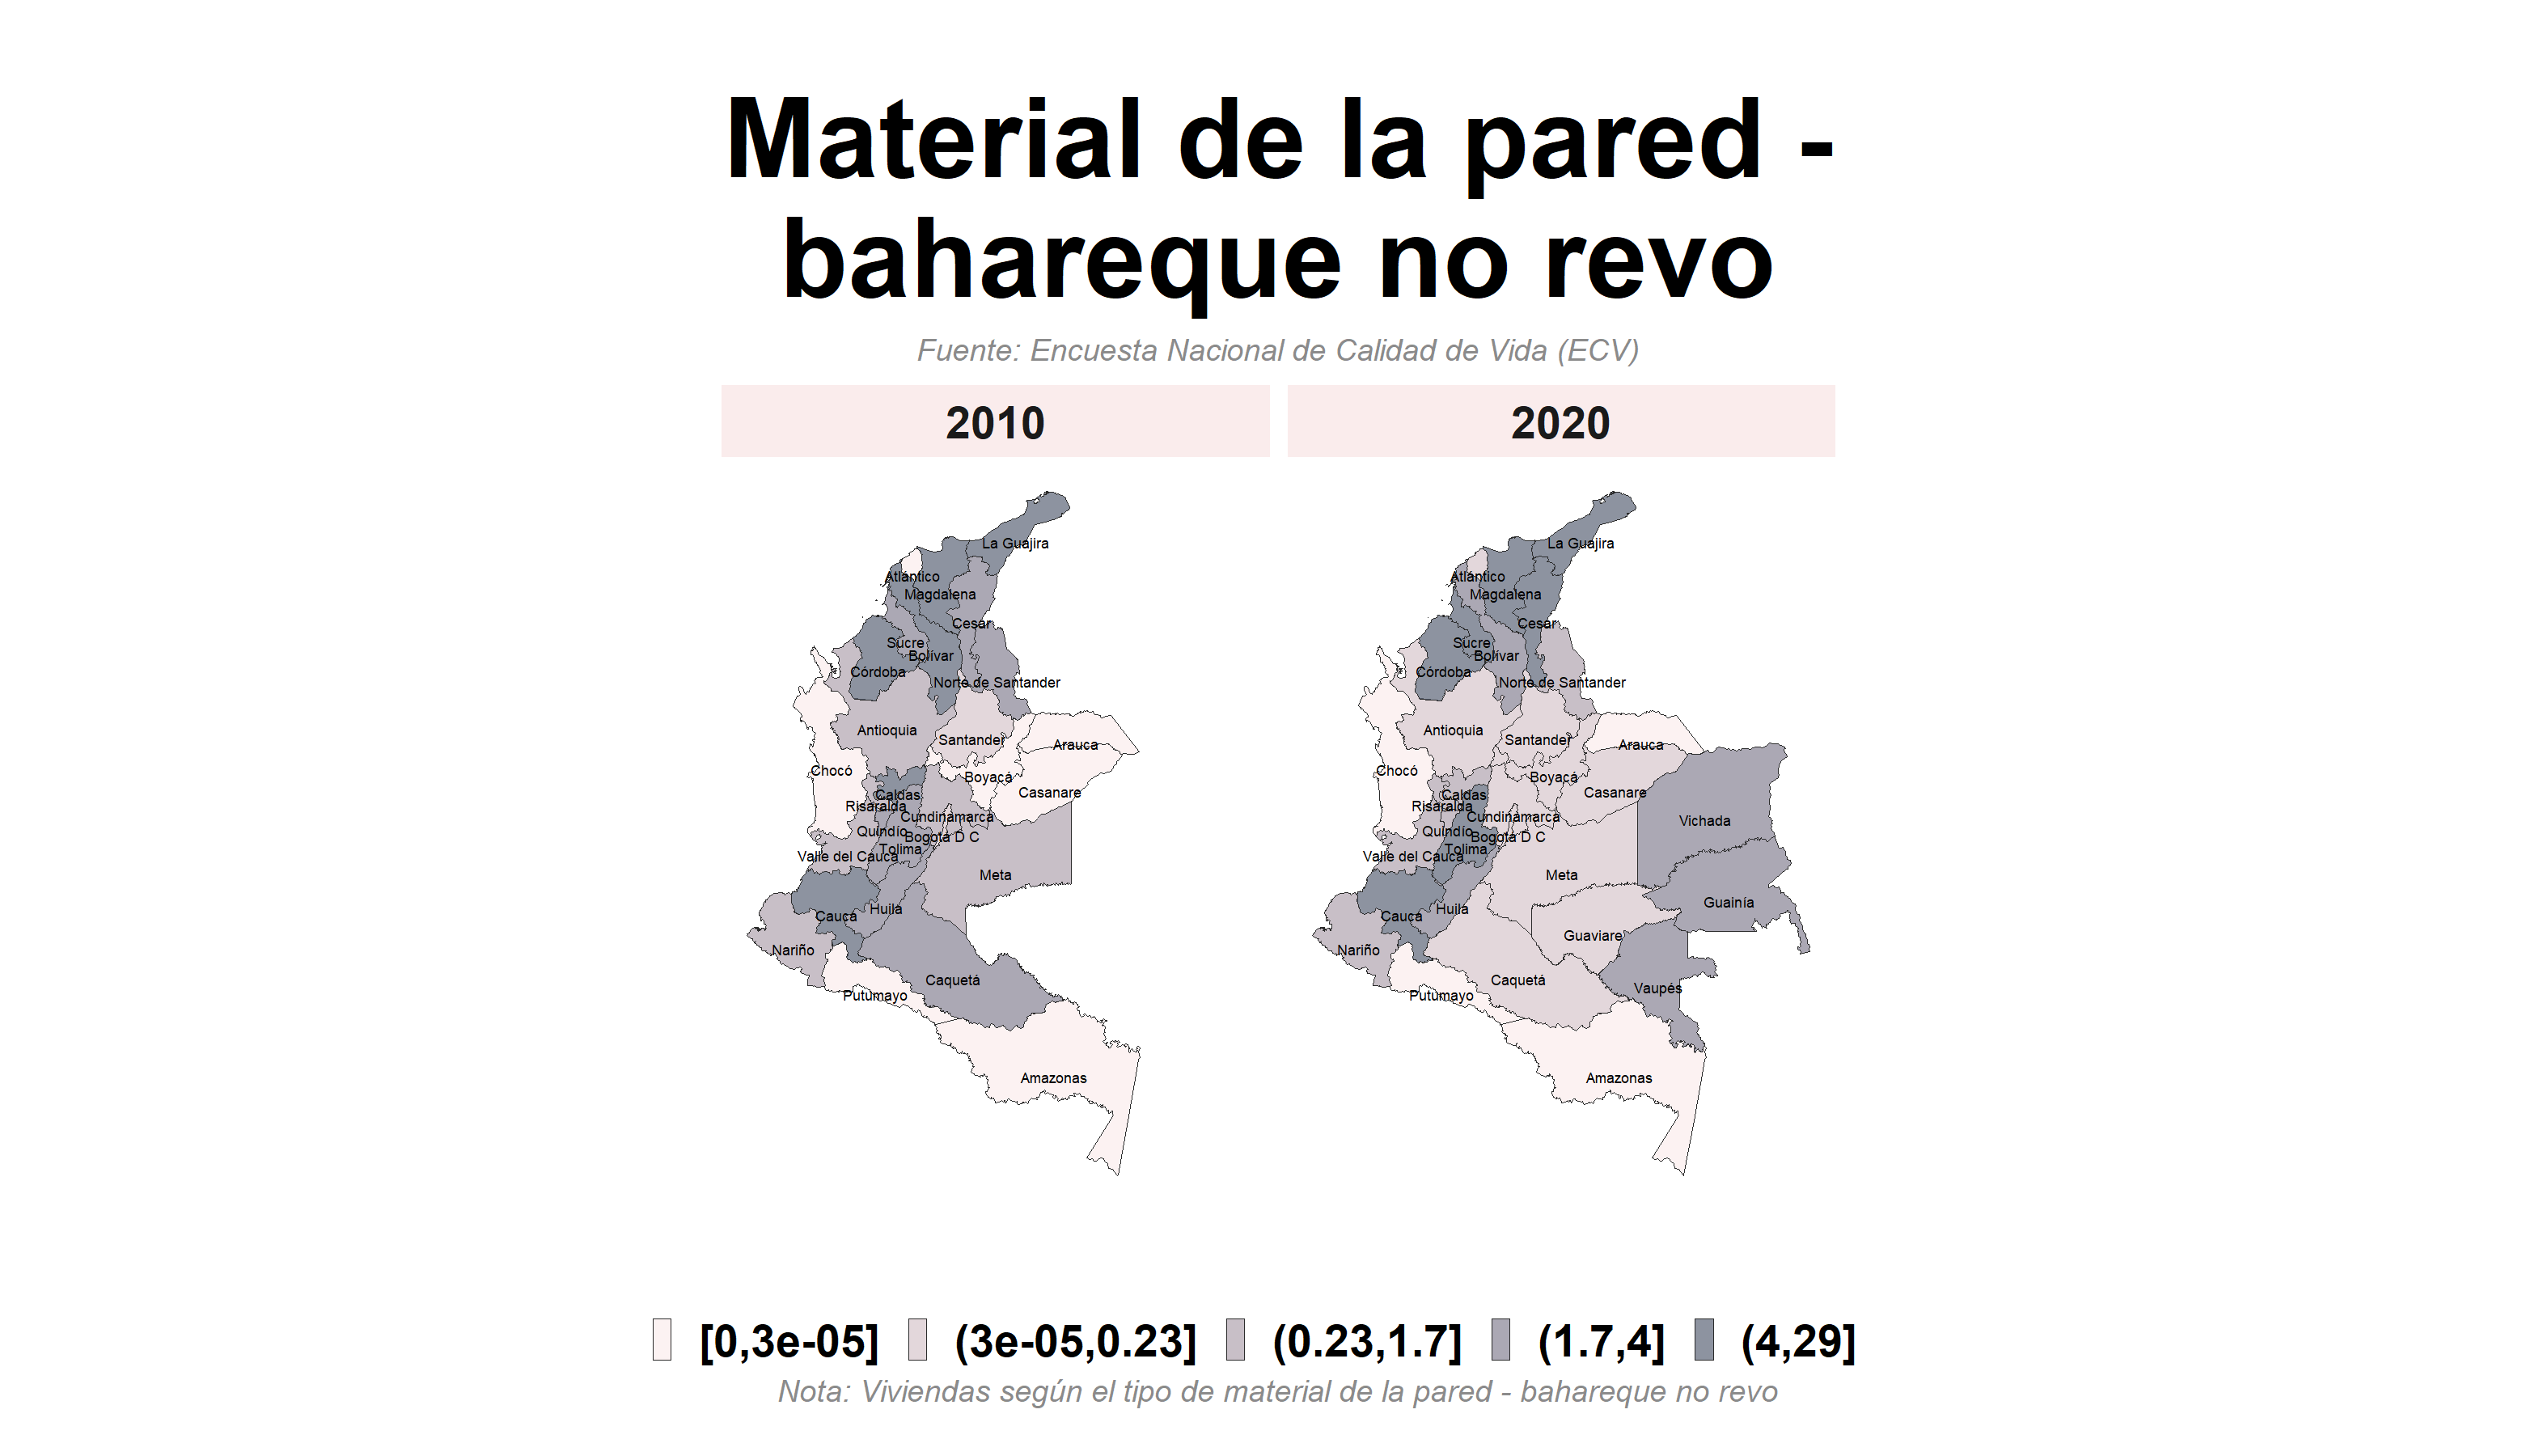 Material de la pared -
bahareque no revo
Fuente: Encuesta Nacional de Calidad de Vida (ECV)
2010
2020
La Guajira
Atlántico
Magdalena
Cesar
Sucre
Bolívar
Córdoba
Norte de Santander
Antioquia
Santander
Arauca
Chocó
Boyacá
Casanare
Caldas
Risaralda
Cundinamarca
Quindío
Bogotá D C
Tolima
Valle del Cauca
Meta
Huila
Cauca
Nariño
Caquetá
Putumayo
Amazonas
La Guajira
Atlántico
Magdalena
Cesar
Sucre
Bolívar
Córdoba
Norte de Santander
Antioquia
Santander
Arauca
Chocó
Boyacá
Casanare
Caldas
Risaralda
Cundinamarca
Vichada
Quindío
Bogotá D C
Tolima
Valle del Cauca
Meta
Guainía
Huila
Cauca
Guaviare
Nariño
Caquetá
Vaupés
Putumayo
Amazonas
[0,3e-05] (3e-05,0.23] (0.23,1.7] (1.7,4] (4,29]
Nota: Viviendas según el tipo de material de la pared - bahareque no revo